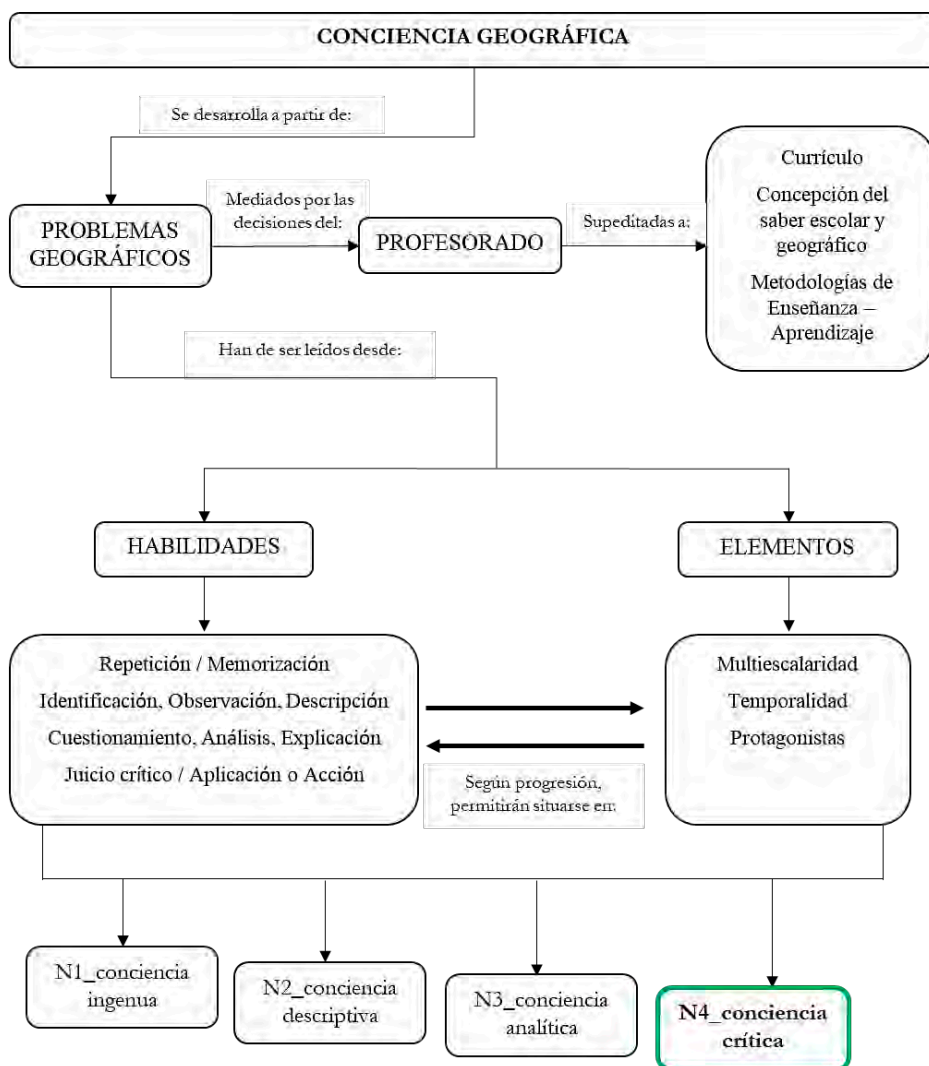 CONCIENCIA GEOGRÁFICA
Se desarrolla a partir de:
PROBLEMAS
GEOGRÁFICOS
Mediados por las
decisiones del:
PROFESORADO
Supeditadas a:
Currículo
Concepción del
saber escolar y
geográfico
Metodologías de
Enseñanza –
Aprendizaje
Han de ser leídos desde:
HABILIDADES
ELEMENTOS
Repetición / Memorización
Identificación, Observación, Descripción
Cuestionamiento, Análisis, Explicación
Juicio crítico / Aplicación o Acción
Multiescalaridad
Temporalidad
Protagonistas
Según progresión,
permitirán situarse en:
N1_conciencia
ingenua
N2_conciencia
descriptiva
N3_conciencia
analítica
N4_conciencia
crítica